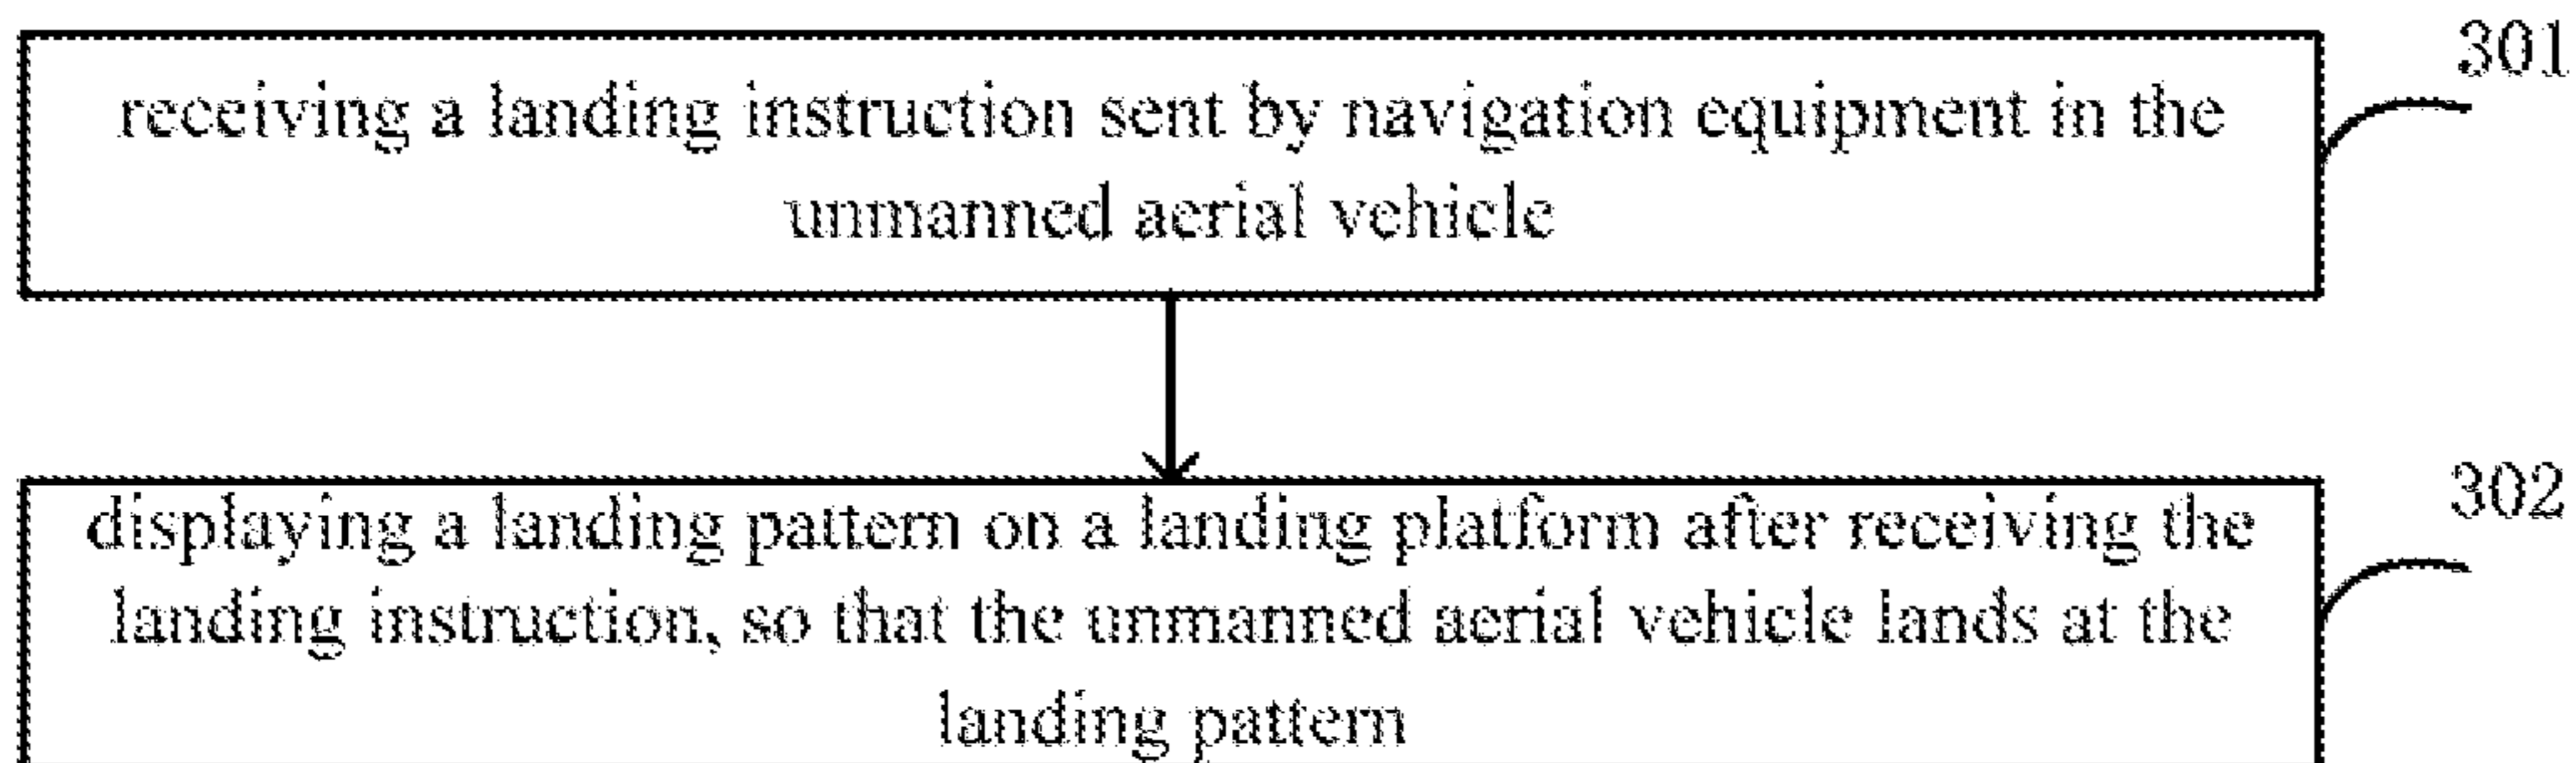 301
receiving a landing instruction sent by navigation equipment in the
unmanned aerial vehicle
302
displaying a landing pattern on a landing platform after receiving the
landing instruction, so that the unmanned aerial vehicle lands at the
landing pattern